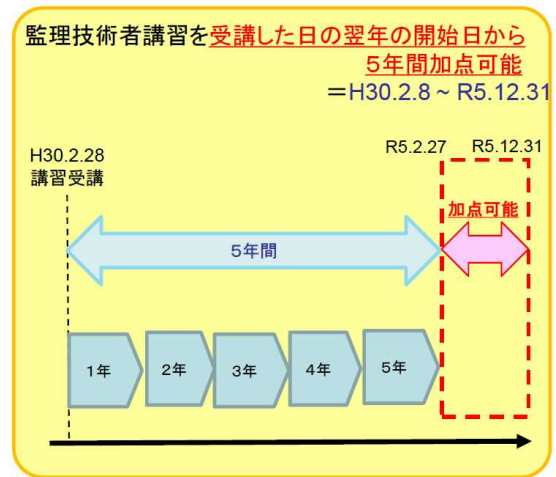 監理技術者講習を受講した日の翌年の開始日から
5年間加点可能
＝H30.2.8～R5.12.31
H30.2.28
講習受講
R5.2.27
R5.12.31
加点可能
5年間
1年
2年
3年
4年
5年